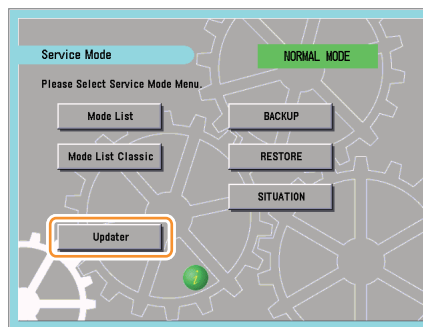 Service Mode
NORMAL MODE
Please Select Service Mode Menu.
Mode List
BACKUP
Mode List Classic
RESTORE
SITUATION
Updater
i